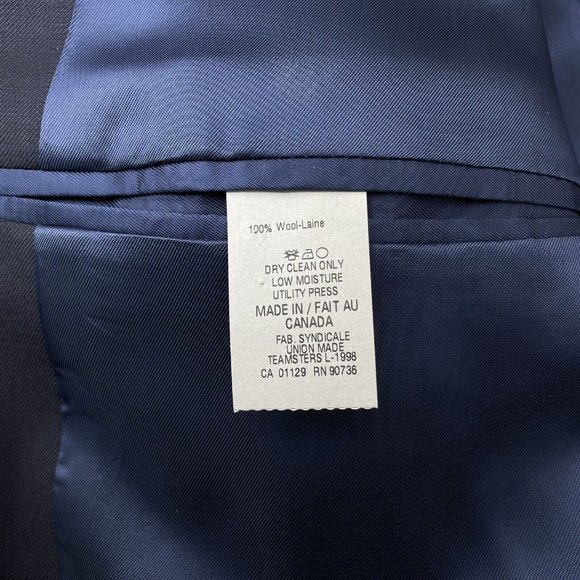 100% Wool-Laine
DRY CLEAN ONLY
LOW MOISTURE
UTILITY PRESS
MADE IN / FAIT AU
CANADA
FAB. SYNDICALE
UNION MADE
TEAMSTERS L-1998
CA 01129 RN 90736